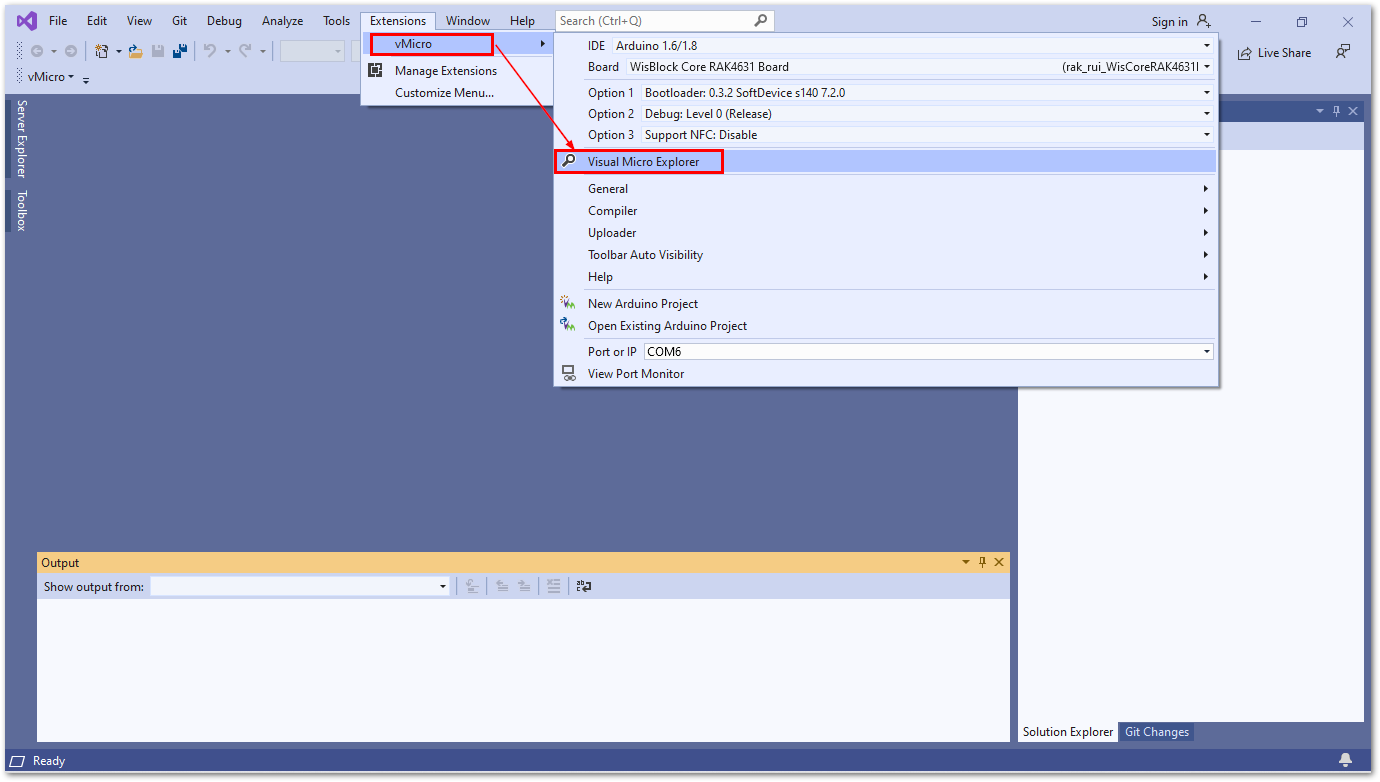 File Edit View Git Debug Analyze Tools Extensions Window Help Search (Ctrl+Q) Sign in
Live Share
vMicro
vMicro
Manage Extensions
Customize Menu...
IDE Arduino 1.6/1.8
Board WisBlock Core RAK4631 Board (rak_rui_WisCoreRAK4631l
Option 1 Bootloader: 0.3.2 SoftDevice s140 7.2.0
Option 2 Debug: Level 0 (Release)
Option 3 Support NFC: Disable
Visual Micro Explorer
General
Compiler
Uploader
Toolbar Auto Visibility
Help
New Arduino Project
Open Existing Arduino Project
Port or IP COM6
View Port Monitor
Server Explorer
Toolbox
Output
Show output from:
Solution Explorer Git Changes
Ready